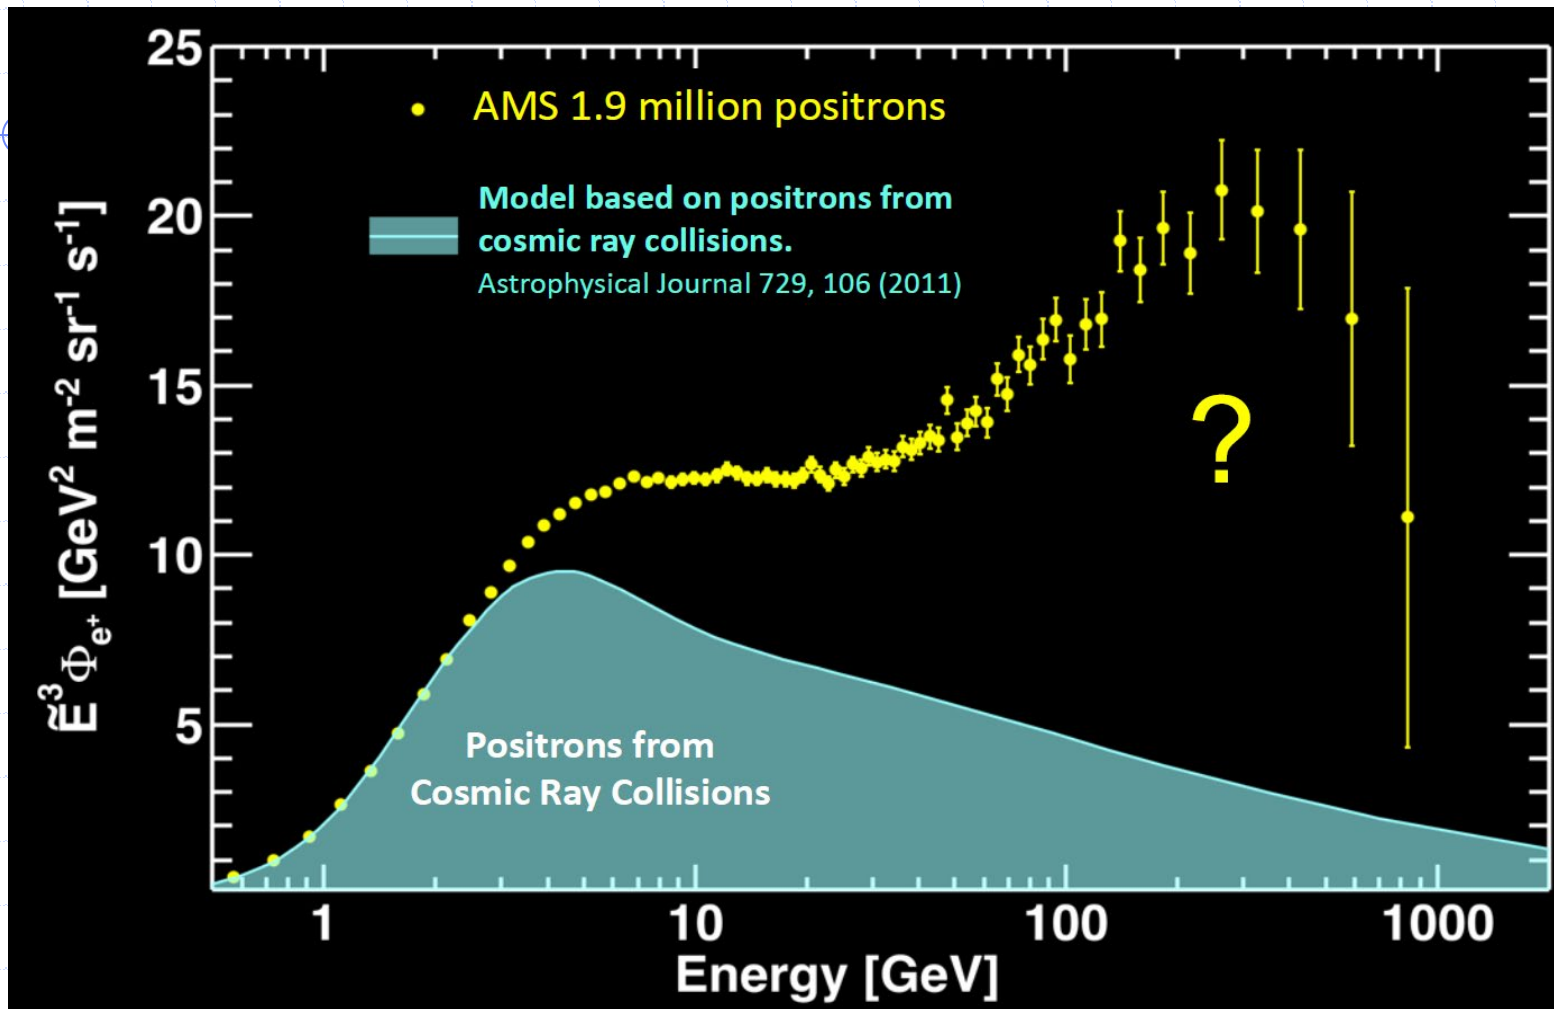 25
20
15
10
5
Ẽ³ Φe⁺ [GeV² m⁻² sr⁻¹ s⁻¹]
AMS 1.9 million positrons
Model based on positrons from
cosmic ray collisions.
Astrophysical Journal 729, 106 (2011)
?
Positrons from
Cosmic Ray Collisions
1 10 100 1000
Energy [GeV]